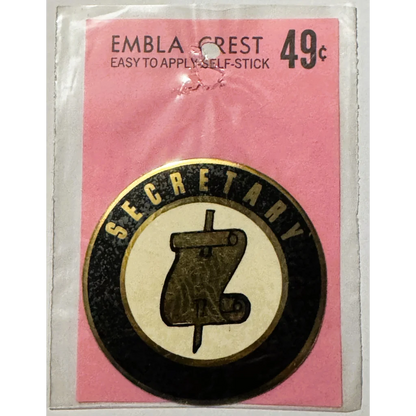 EMBLA CREST 49¢
EASY TO APPLY-SELF-STICK
SECRETARY